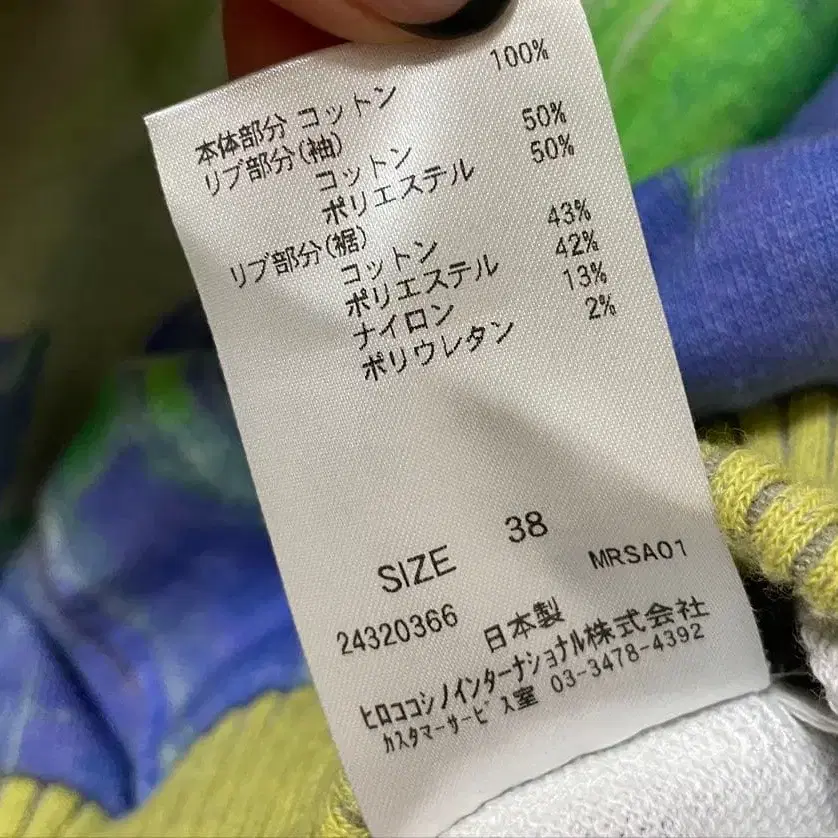 本体部分 コットン 100%
リブ部分(袖)
コットン 50%
ポリエステル 50%
リブ部分(裾)
コットン 43%
ポリエステル 42%
ナイロン 13%
ポリウレタン 2%
SIZE 38
24320366 MRSA01
日本製
ヒロココシノインターナショナル株式会社
カスタマーサービス室 03-3478-4392